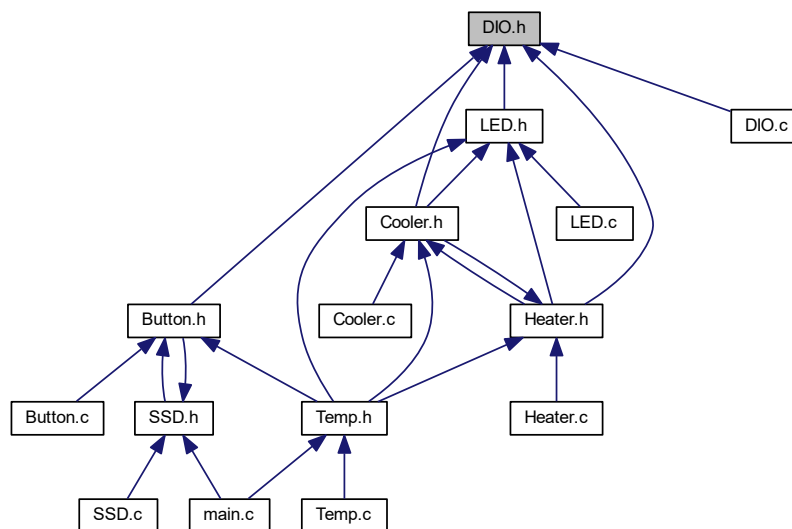 DIO.h
LED.h
DIO.c
Cooler.h
LED.c
Button.h
Cooler.c
Heater.h
Button.c
SSD.h
Temp.h
Heater.c
SSD.c
main.c
Temp.c